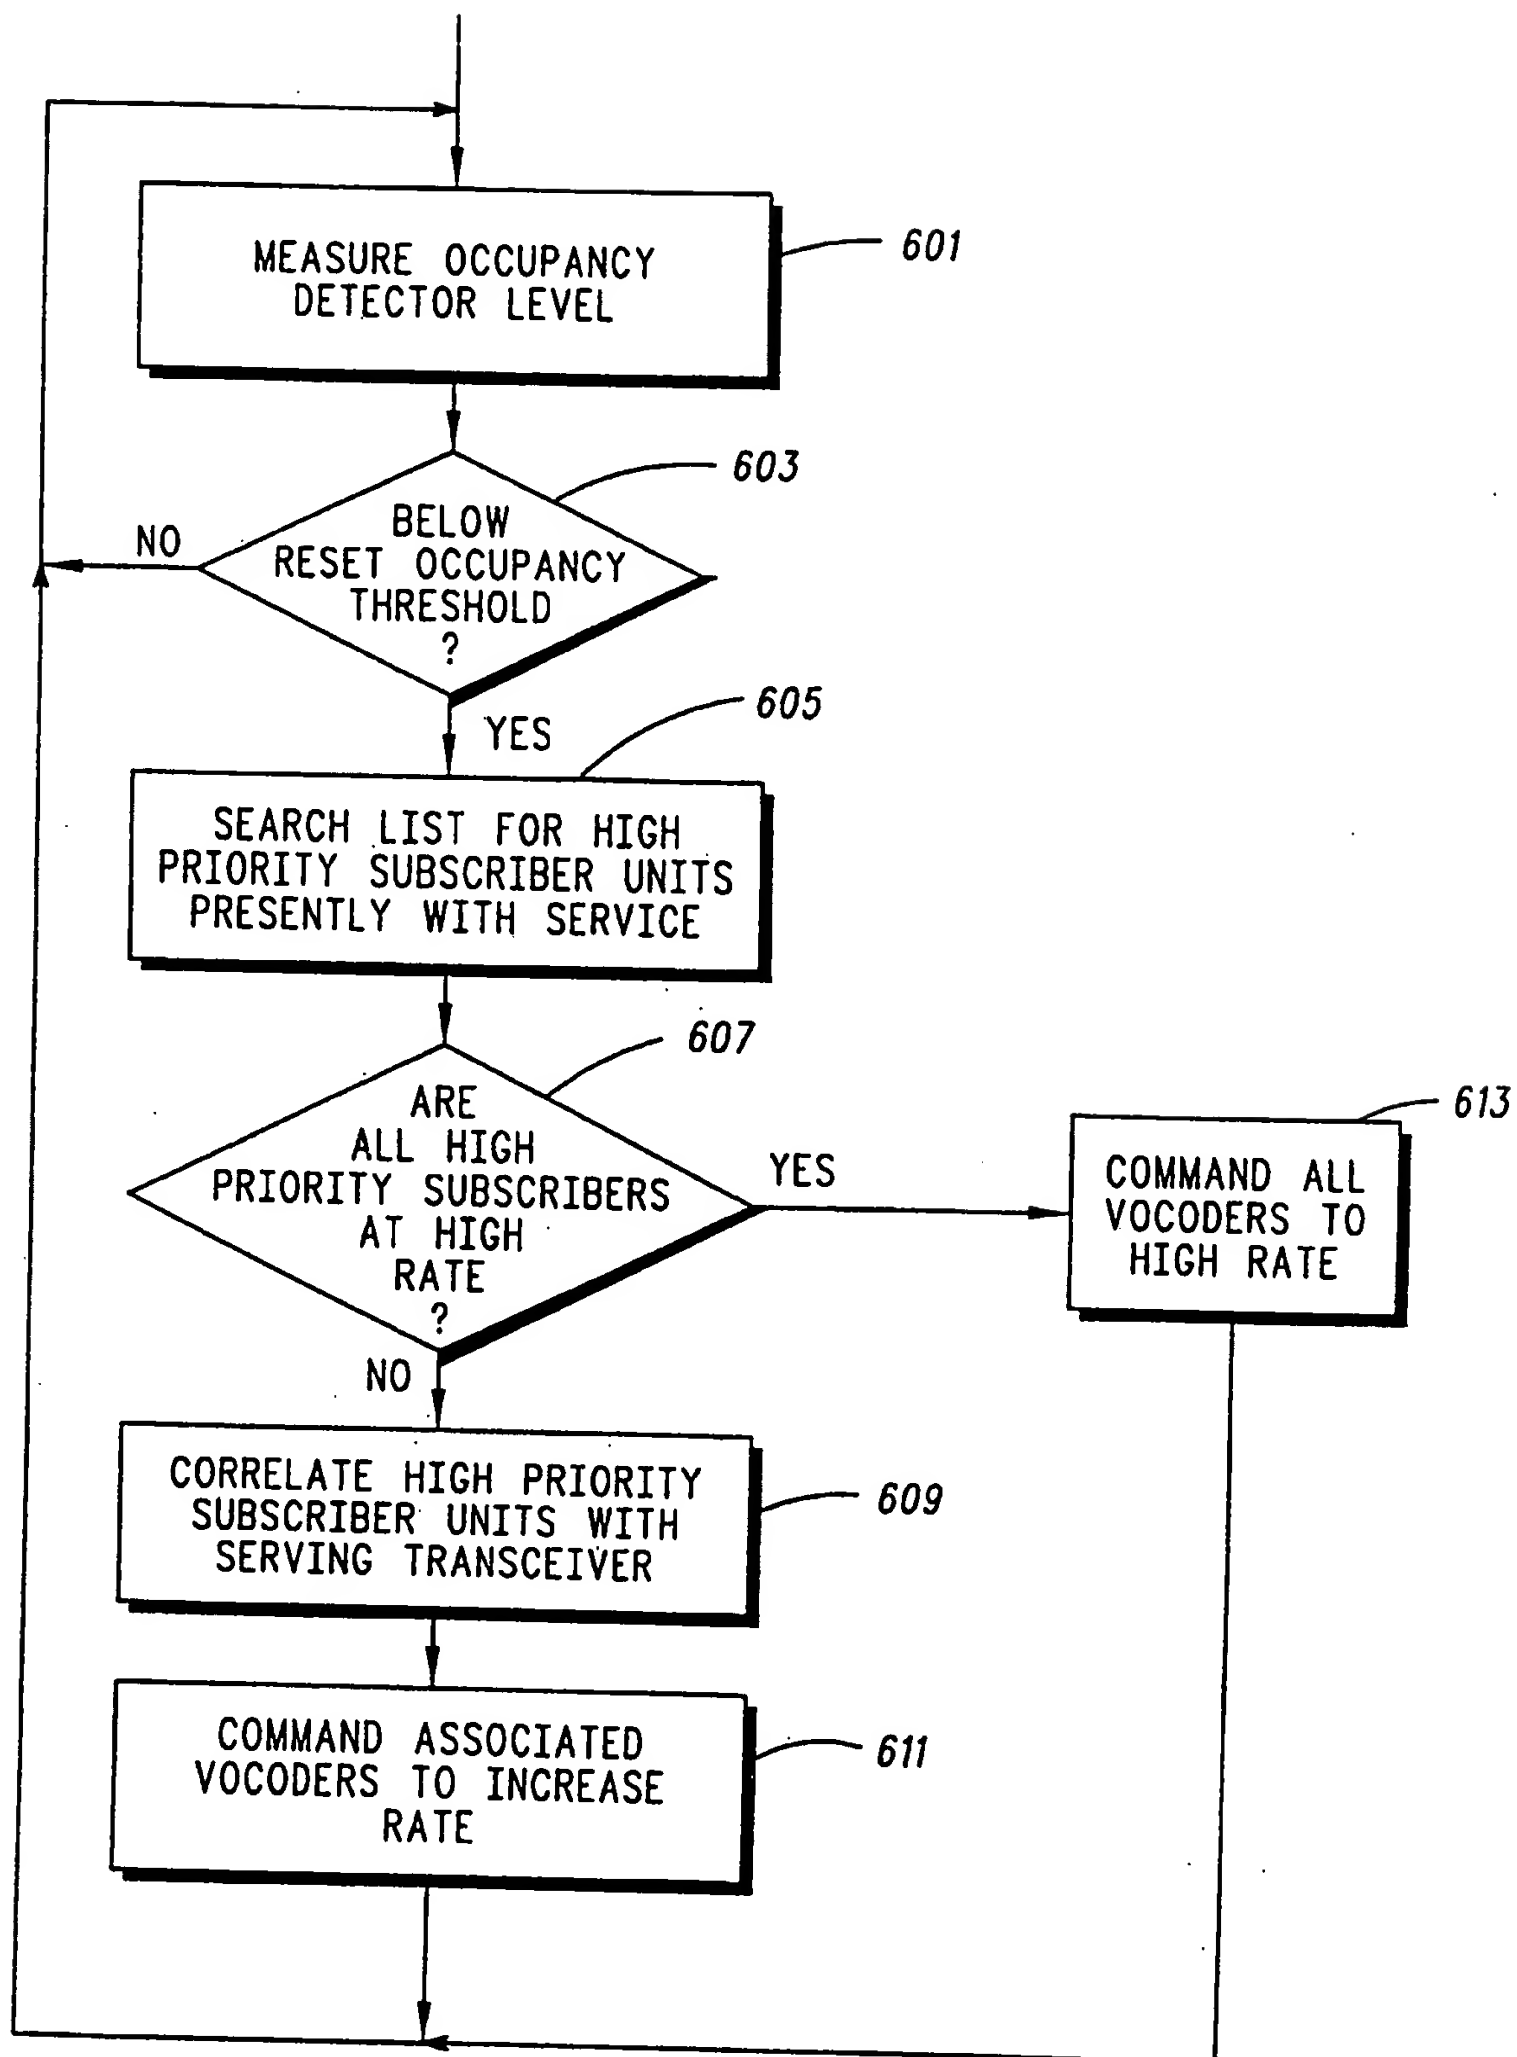 MEASURE OCCUPANCY
DETECTOR LEVEL
601
603
BELOW
RESET OCCUPANCY
THRESHOLD
?
NO
YES
605
SEARCH LIST FOR HIGH
PRIORITY SUBSCRIBER UNITS
PRESENTLY WITH SERVICE
607
ARE
ALL HIGH
PRIORITY SUBSCRIBERS
AT HIGH
RATE
?
YES
613
COMMAND ALL
VOCODERS TO
HIGH RATE
NO
CORRELATE HIGH PRIORITY
SUBSCRIBER UNITS WITH
SERVING TRANSCEIVER
609
COMMAND ASSOCIATED
VOCODERS TO INCREASE
RATE
611